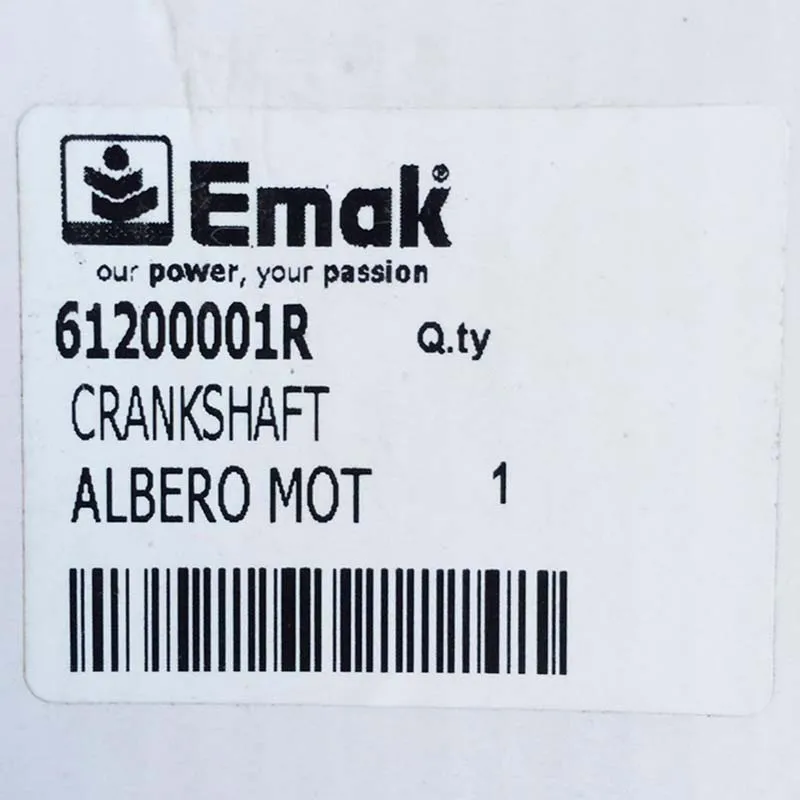 Emak®
our power, your passion
61200001R Q.ty
CRANKSHAFT
ALBERO MOT 1